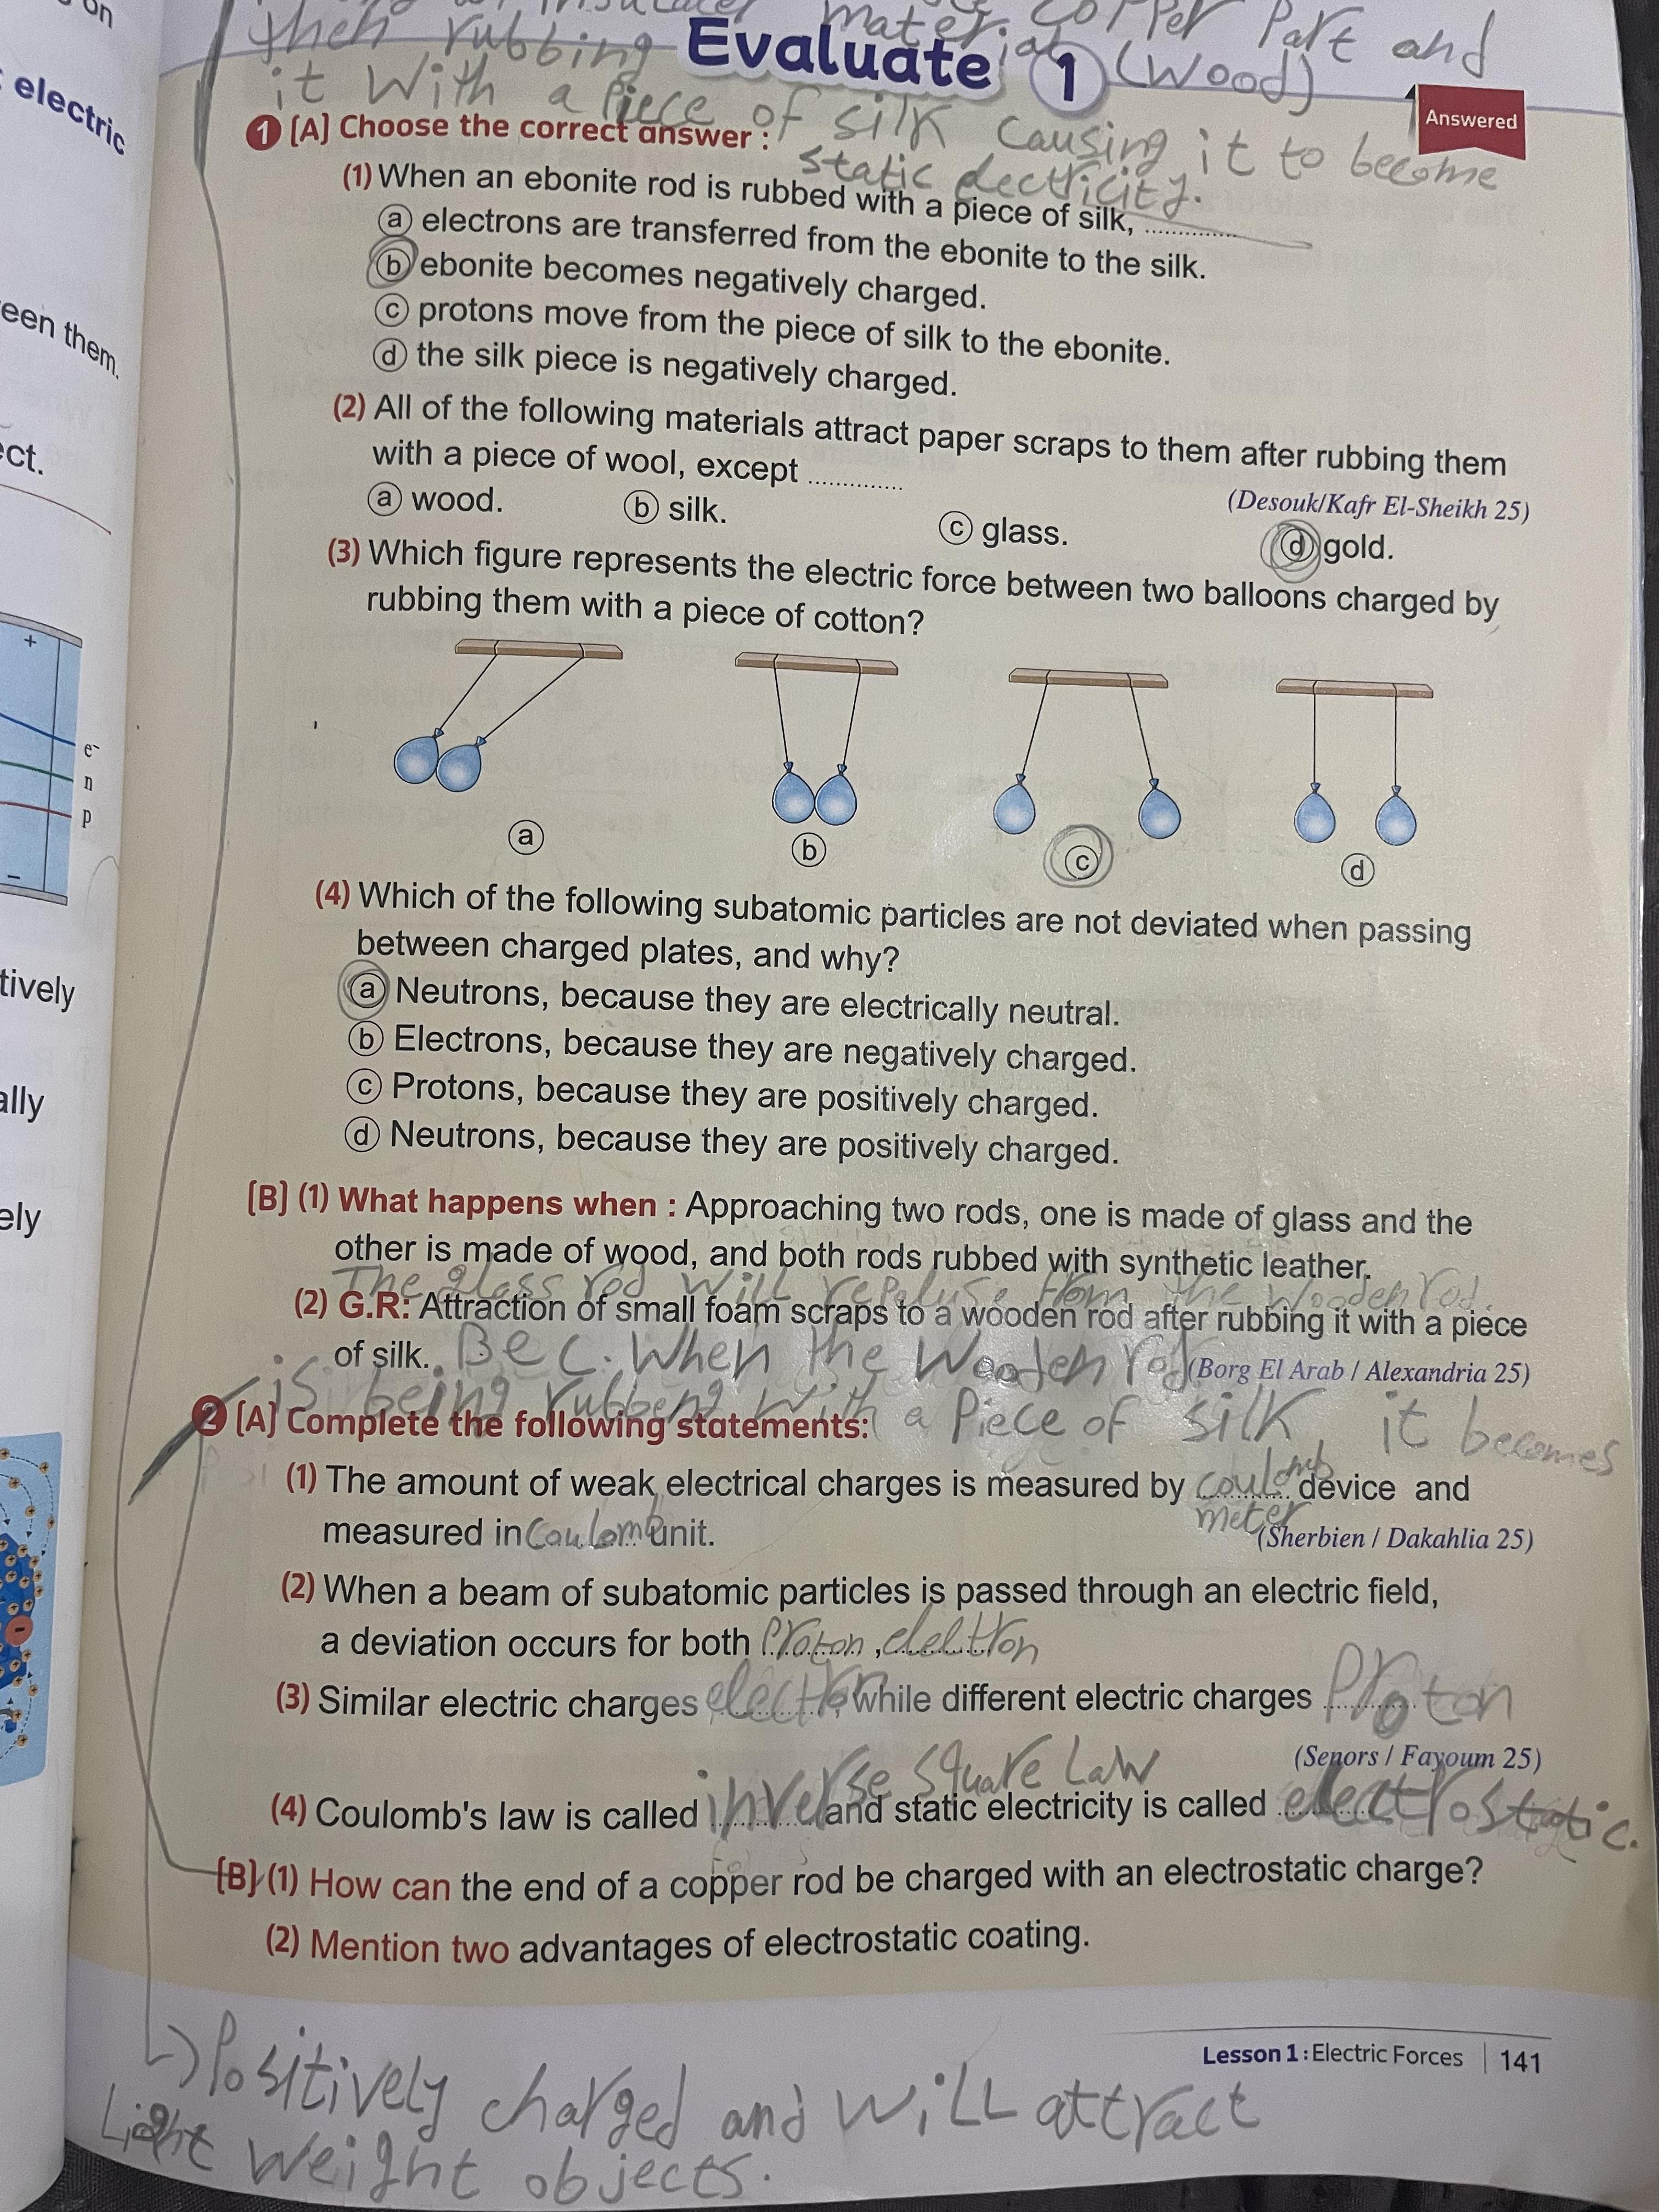 on
electric
een them.
ect.
+
e⁻
n
p
−
tively
ally
ely
Copper Part and
then rubbing material (Wood)
Evaluate 1
it With a Piece of silk causing it to become
static electricity.
Answered
1 [A] Choose the correct answer :
(1) When an ebonite rod is rubbed with a piece of silk, ..............
a electrons are transferred from the ebonite to the silk.
b ebonite becomes negatively charged.
c protons move from the piece of silk to the ebonite.
d the silk piece is negatively charged.
(2) All of the following materials attract paper scraps to them after rubbing them
with a piece of wool, except ..............
(Desouk/Kafr El-Sheikh 25)
a wood. b silk. c glass. d gold.
(3) Which figure represents the electric force between two balloons charged by
rubbing them with a piece of cotton?
a b c d
(4) Which of the following subatomic particles are not deviated when passing
between charged plates, and why?
a Neutrons, because they are electrically neutral.
b Electrons, because they are negatively charged.
c Protons, because they are positively charged.
d Neutrons, because they are positively charged.
[B] (1) What happens when : Approaching two rods, one is made of glass and the
other is made of wood, and both rods rubbed with synthetic leather.
The glass rod will repaluse from the wooden rod.
(2) G.R: Attraction of small foam scraps to a wooden rod after rubbing it with a piece
of silk. Bec. When the Wooden rod
(Borg El Arab / Alexandria 25)
is being rubbeng with a Piece of silk it becomes
2 [A] Complete the following statements:
(1) The amount of weak electrical charges is measured by coulomb meter device and
measured in Coulomb unit.
(Sherbien / Dakahlia 25)
(2) When a beam of subatomic particles is passed through an electric field,
a deviation occurs for both Proton , elektron
(3) Similar electric charges electron, while different electric charges Proton
(Senors / Fayoum 25)
(4) Coulomb's law is called inverse square Law and static electricity is called electrostatic.
[B] (1) How can the end of a copper rod be charged with an electrostatic charge?
(2) Mention two advantages of electrostatic coating.
Lesson 1 : Electric Forces 141
Positively charged and will attract
Light weight objects.